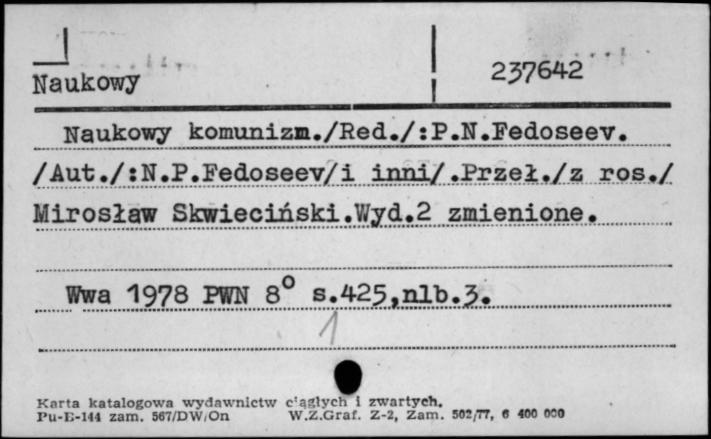 Naukowy 237642
Naukowy komunizm./Red./:P.N.Fedoseev.
/Aut./:N.P.Fedoseev/i inni/.Przeł./z ros./
Mirosław Skwieciński.Wyd.2 zmienione.
Wwa 1978 PWN 8° s.425,nlb.3.
1
Karta katalogowa wydawnictw ciągłych i zwartych.
Pu-E-144 zam. 567/DW/On W.Z.Graf. Z-2, Zam. 502/77, 6 400 000